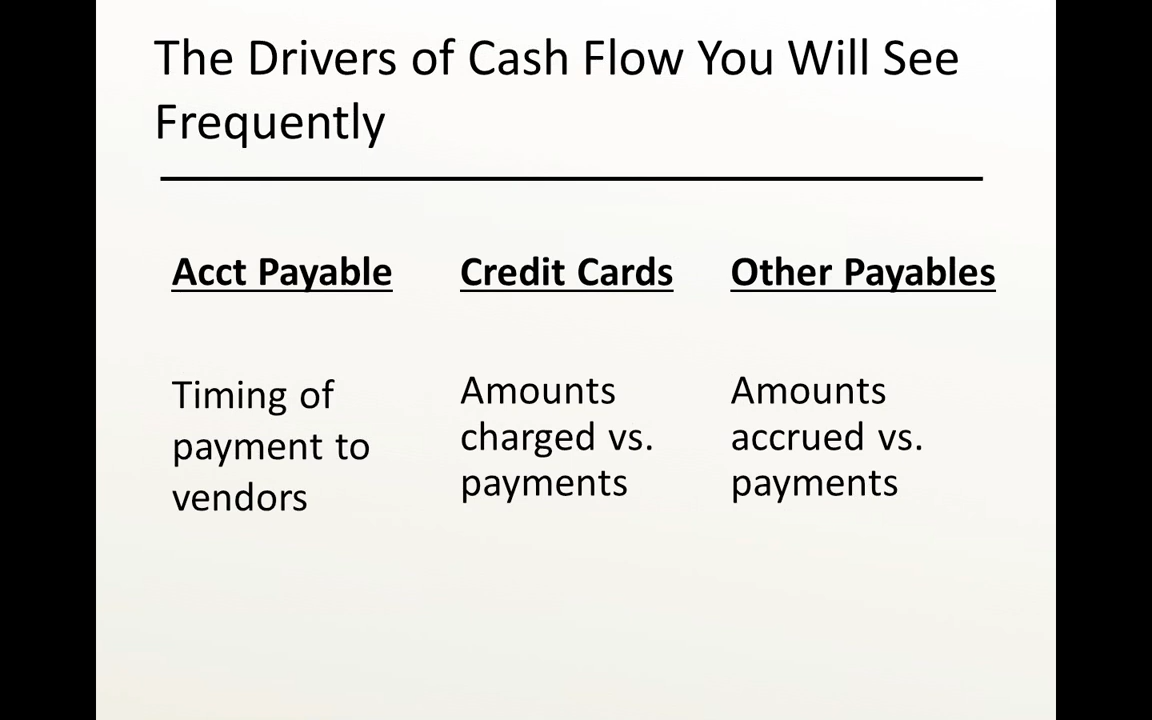 The Drivers of Cash Flow You Will See
Frequently
Acct Payable
Timing of
payment to
vendors
Credit Cards
Amounts
charged vs.
payments
Other Payables
Amounts
accrued vs.
payments